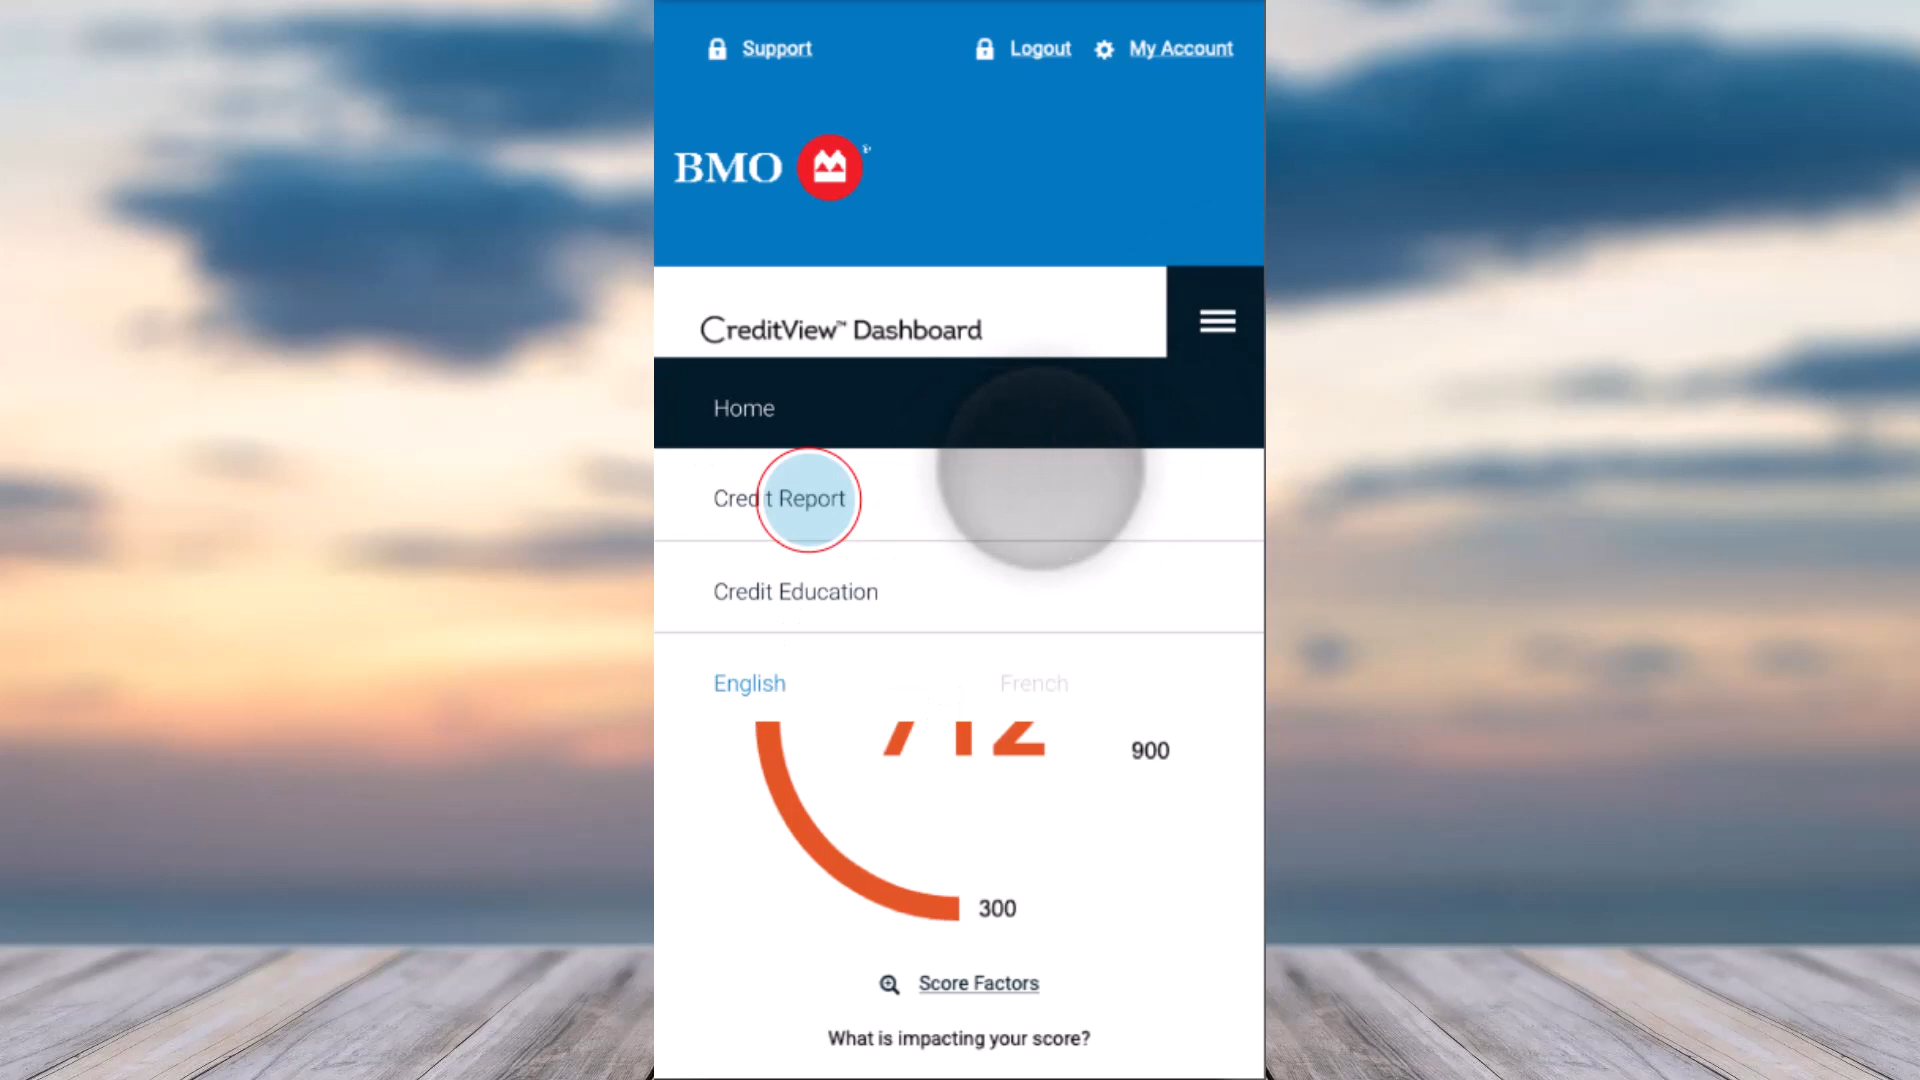 Support Logout My Account
BMO
CreditView™ Dashboard
Home
Credit Report
Credit Education
English French
712
900
300
Score Factors
What is impacting your score?